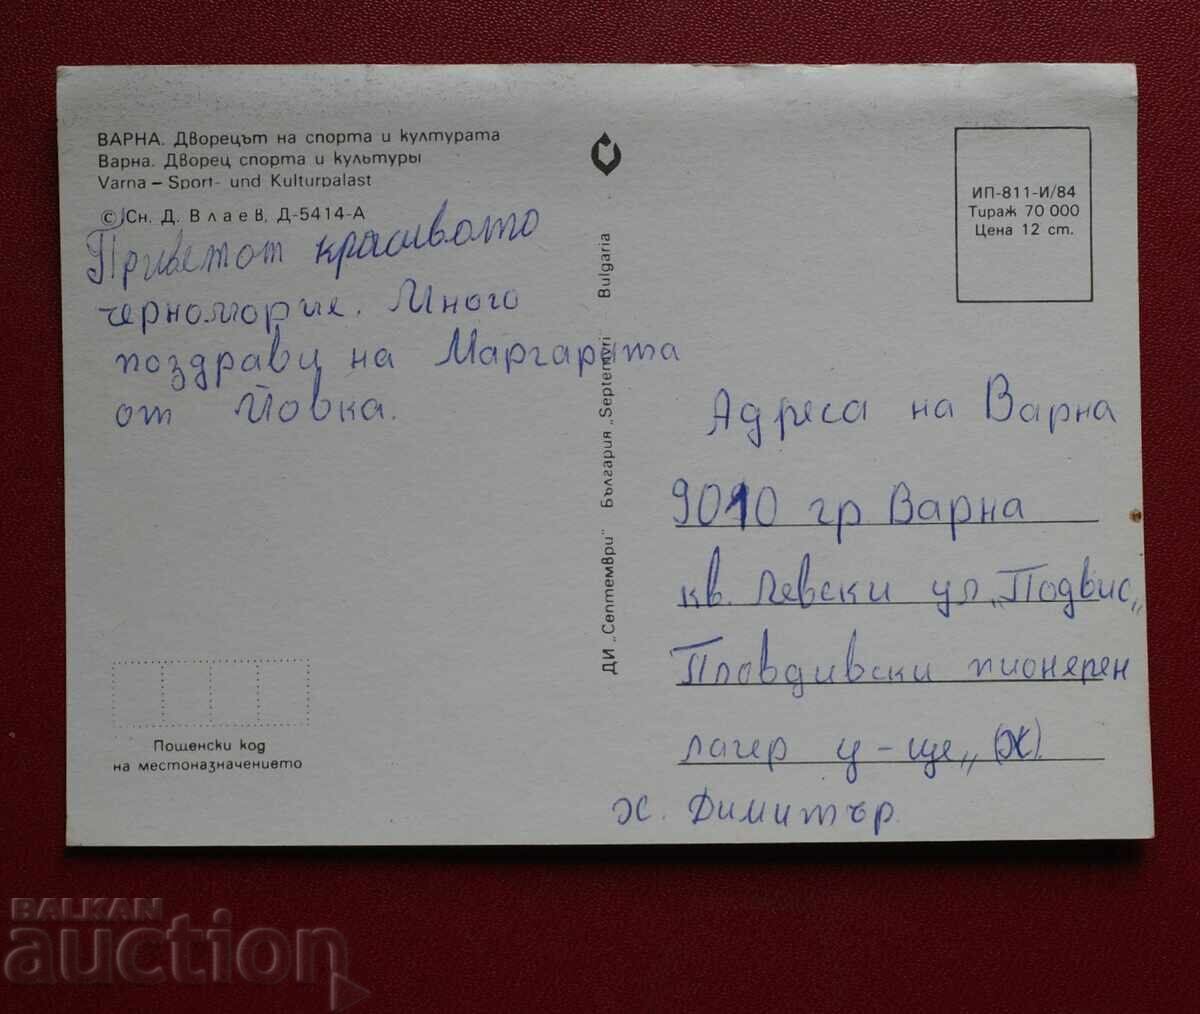 ВАРНА. Дворецът на спорта и културата
Варна. Дворец спорта и культуры
Varna – Sport- und Kulturpalast
© Сн. Д. Влаев, Д-5414-А
Привет от красивото
черноморие. Много
поздрави на Маргарита
от Йовка.
Пощенски код
на местоназначението
ДИ „Септември" България „Septemvri Bulgaria
ИП-811-И/84
Тираж 70 000
Цена 12 ст.
Адреса на Варна
9010 гр Варна
кв. Левски ул „Подвис„
Пловдивски пионерен
лагер у-ще„ (Х).
Х. Димитър
BALKAN
auction